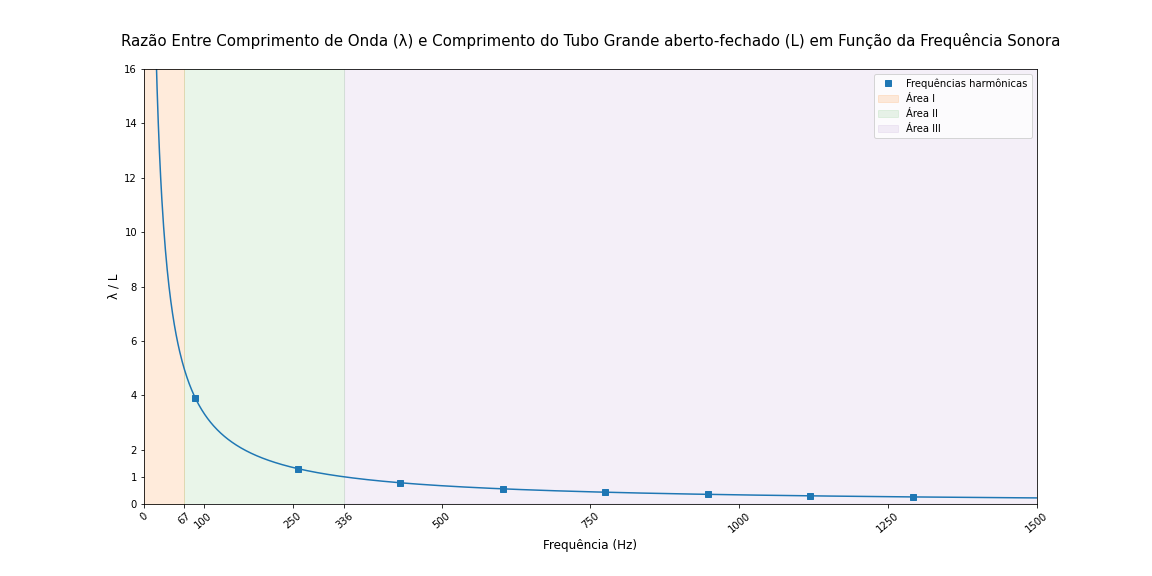 Razão Entre Comprimento de Onda (λ) e Comprimento do Tubo Grande aberto-fechado (L) em Função da Frequência Sonora
16
14
12
10
8
6
4
2
1
0
λ / L
Frequências harmônicas
Área I
Área II
Área III
0
67
100
250
336
500
750
1000
1250
1500
Frequência (Hz)